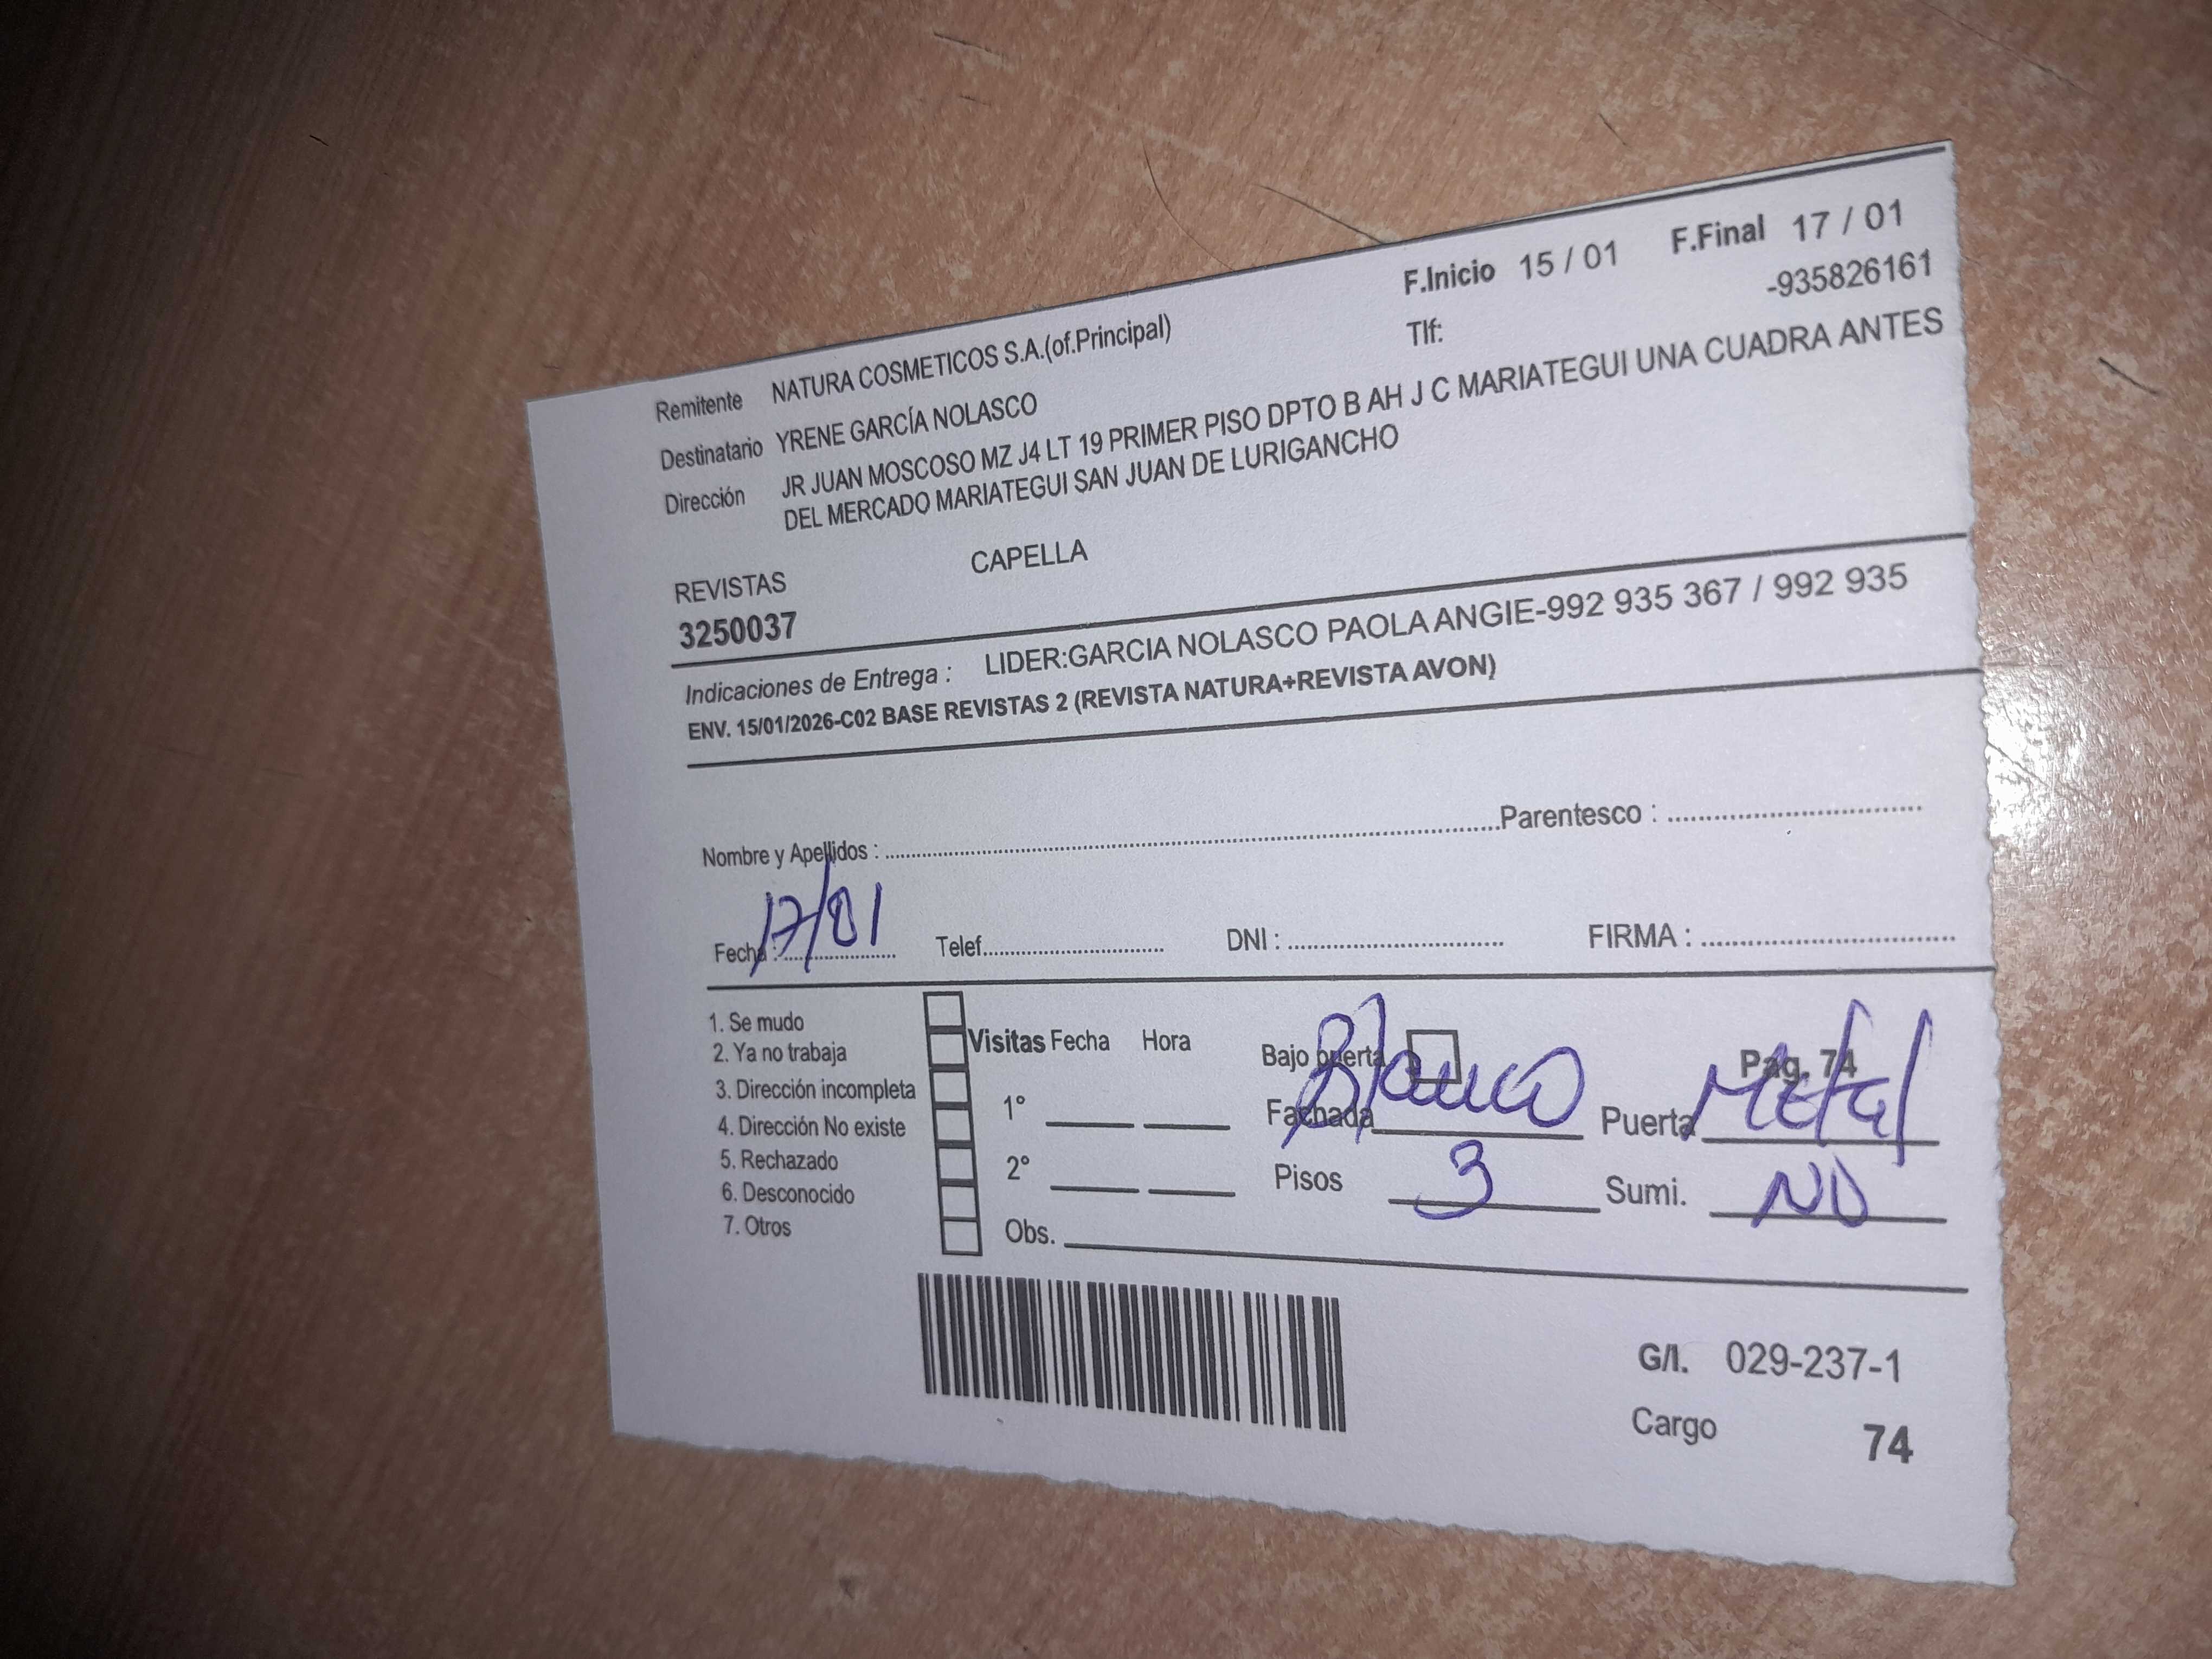 F.Inicio 15 / 01 F.Final 17 / 01
Remitente NATURA COSMETICOS S.A.(of.Principal) Tlf: -935826161
Destinatario YRENE GARCÍA NOLASCO
Dirección JR JUAN MOSCOSO MZ J4 LT 19 PRIMER PISO DPTO B AH J C MARIATEGUI UNA CUADRA ANTES
DEL MERCADO MARIATEGUI SAN JUAN DE LURIGANCHO
REVISTAS CAPELLA
3250037
Indicaciones de Entrega : LIDER:GARCIA NOLASCO PAOLA ANGIE-992 935 367 / 992 935
ENV. 15/01/2026-C02 BASE REVISTAS 2 (REVISTA NATURA+REVISTA AVON)
Nombre y Apellidos : Parentesco :
Fecha : 17/01 Telef. DNI : FIRMA :
1. Se mudo
2. Ya no trabaja
3. Dirección incompleta
4. Dirección No existe
5. Rechazado
6. Desconocido
7. Otros
Visitas Fecha Hora Bajo puerta Pag. 74
1° Fachada Blanco Puerta Metal
2° Pisos 3 Sumi. NO
Obs.
G/I. 029-237-1
Cargo 74